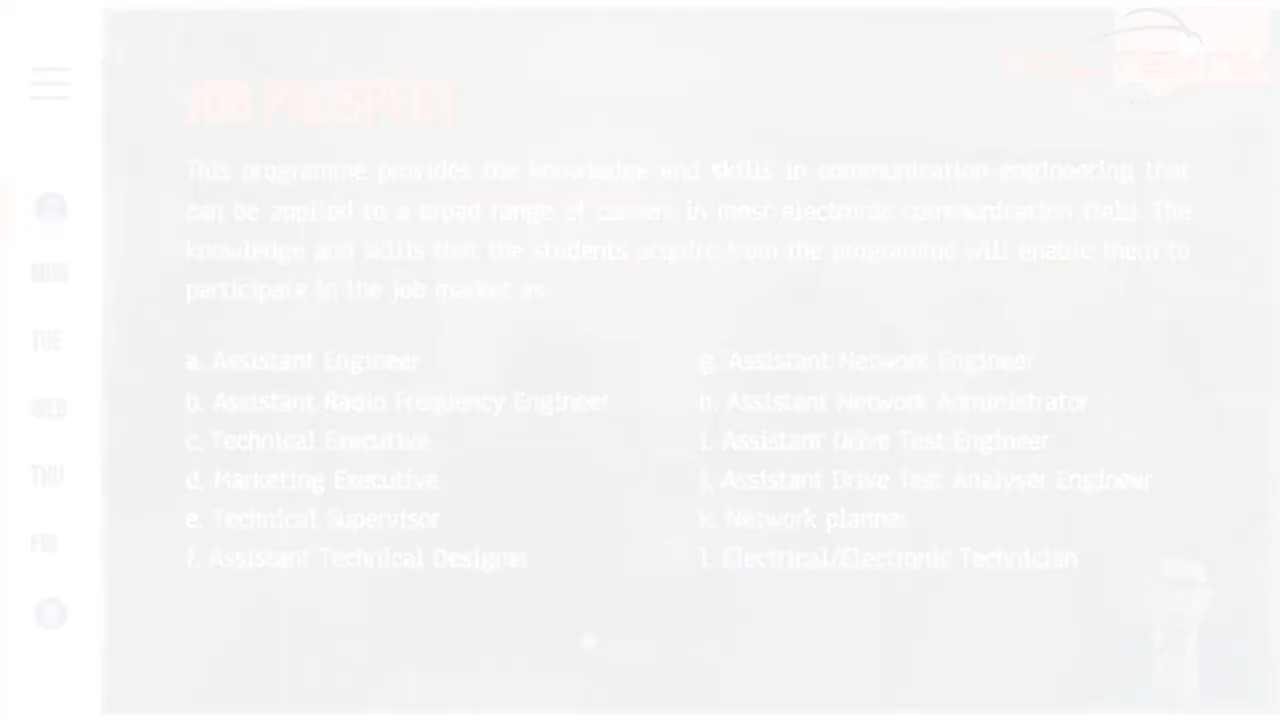 JOB PROSPECT
This programme provides the knowledge and skills in communication engineering that
can be applied to a broad range of careers in most electronic communication field. The
knowledge and skills that the students acquire from the programme will enable them to
participate in the job market as
a. Assistant Engineer
b. Assistant Radio Frequency Engineer
c. Technical Executive
d. Marketing Executive
e. Technical Supervisor
f. Assistant Technical Designer
g. Assistant Network Engineer
h. Assistant Network Administrator
i. Assistant Drive Test Engineer
j. Assistant Drive Test Analyser Engineer
k. Network planner
l. Electrical/Electronic Technician
MON
TUE
WED
THU
FRI